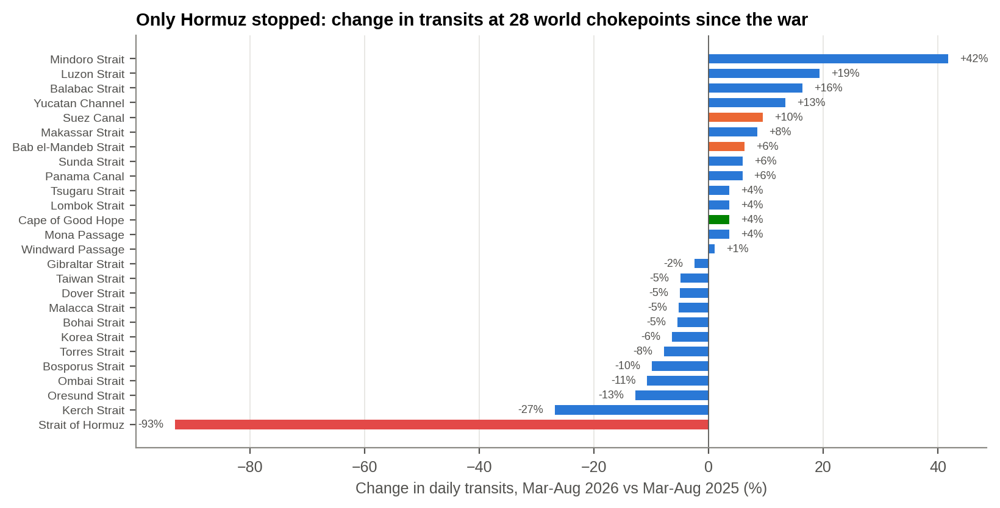 Only Hormuz stopped: change in transits at 28 world chokepoints since the war
Mindoro Strait +42%
Luzon Strait +19%
Balabac Strait +16%
Yucatan Channel +13%
Suez Canal +10%
Makassar Strait +8%
Bab el-Mandeb Strait +6%
Sunda Strait +6%
Panama Canal +6%
Tsugaru Strait +4%
Lombok Strait +4%
Cape of Good Hope +4%
Mona Passage +4%
Windward Passage +1%
Gibraltar Strait -2%
Taiwan Strait -5%
Dover Strait -5%
Malacca Strait -5%
Bohai Strait -5%
Korea Strait -6%
Torres Strait -8%
Bosporus Strait -10%
Ombai Strait -11%
Oresund Strait -13%
Kerch Strait -27%
Strait of Hormuz -93%
−80 −60 −40 −20 0 20 40
Change in daily transits, Mar-Aug 2026 vs Mar-Aug 2025 (%)